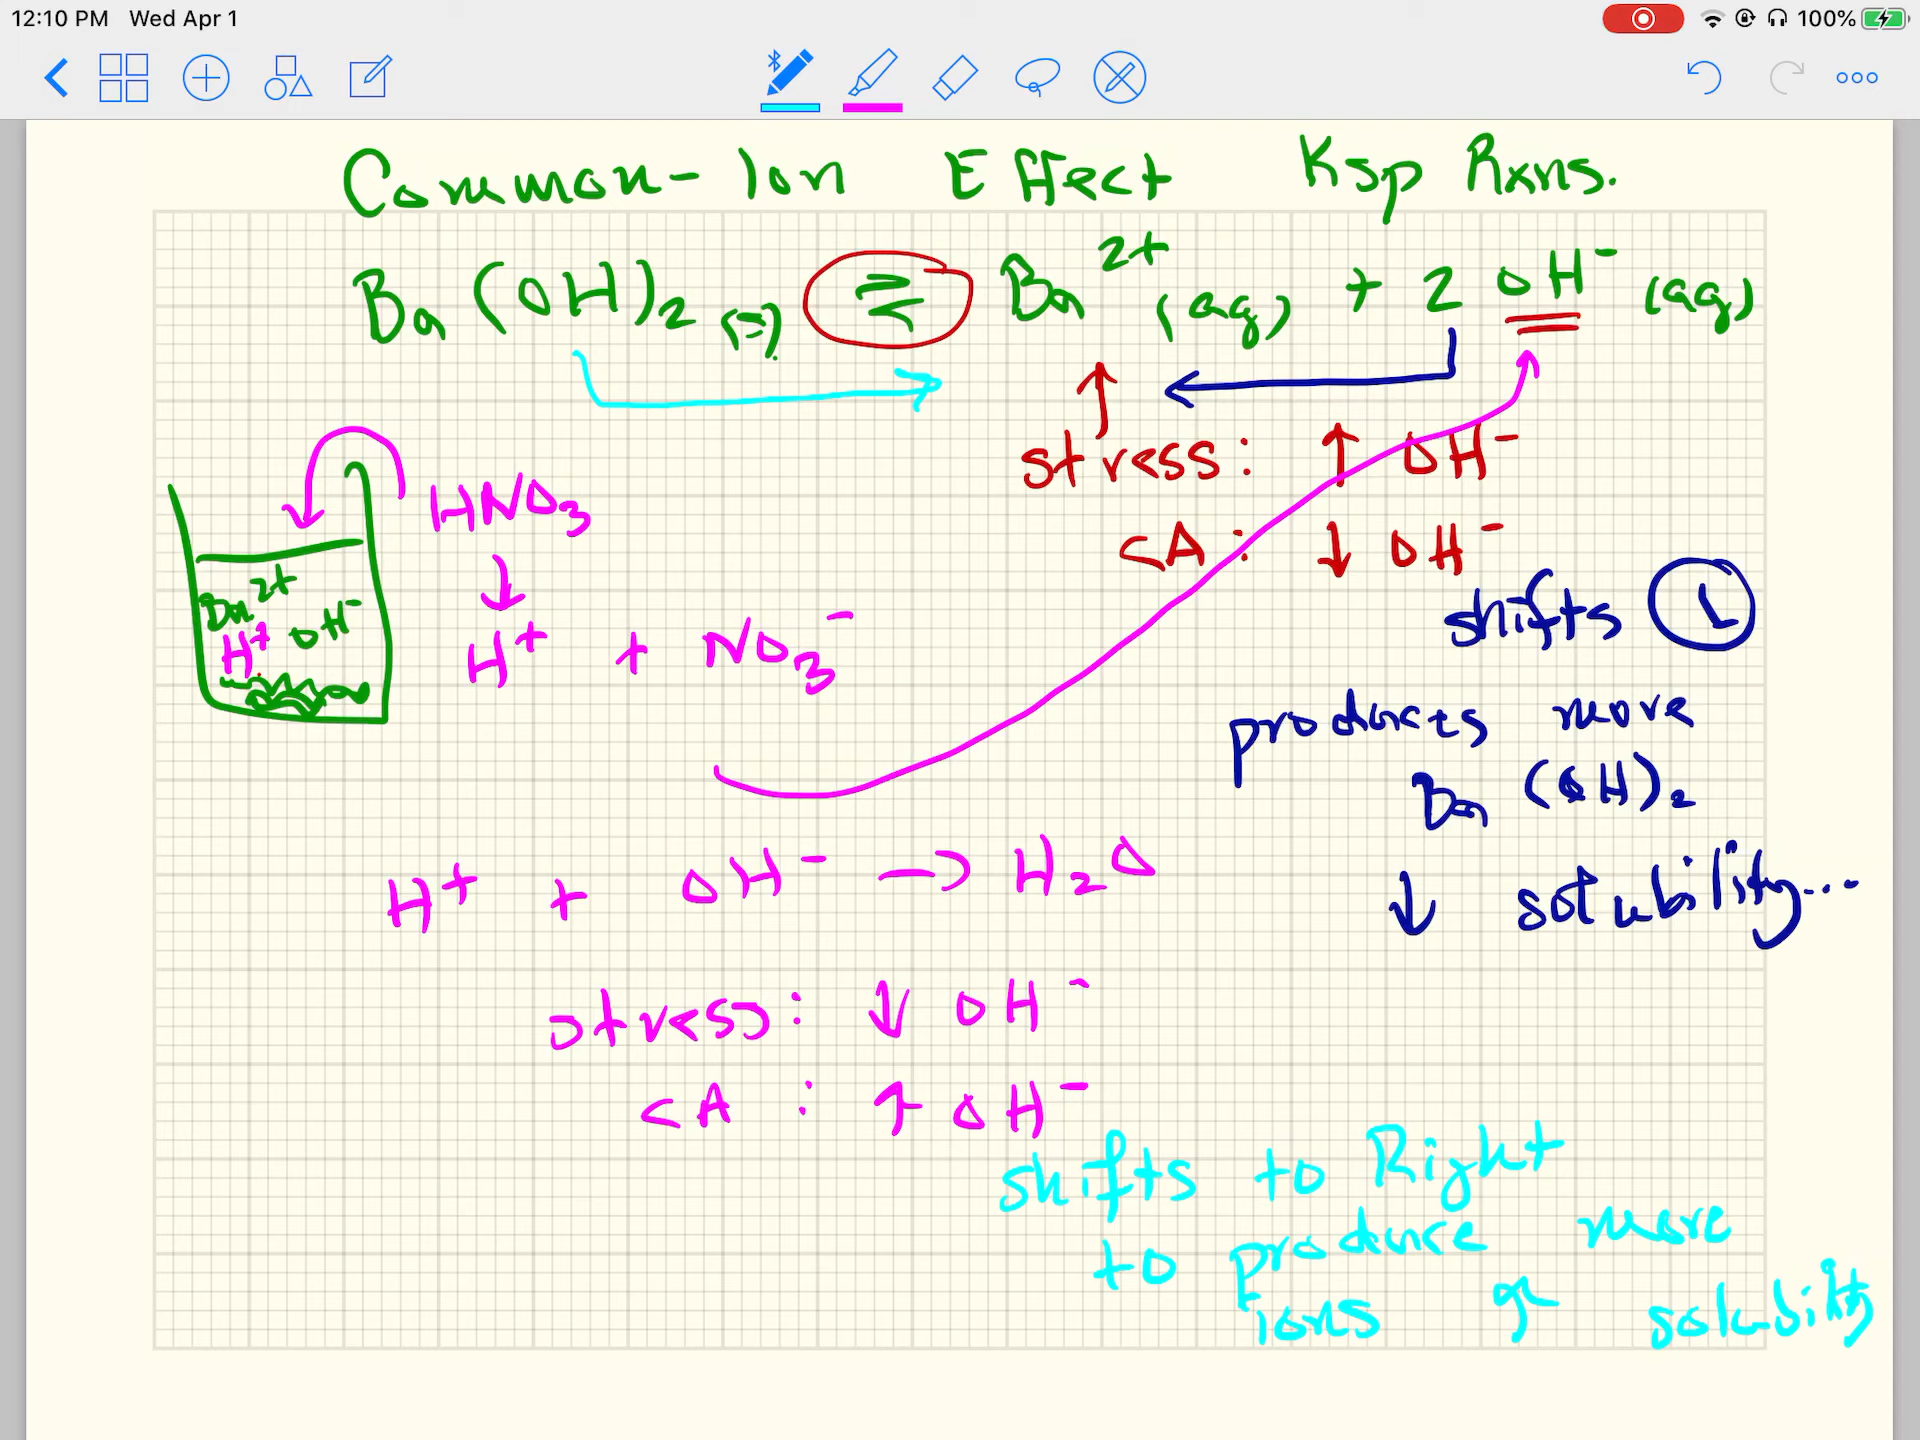 12:10 PM Wed Apr 1 100%
Common-Ion Effect Ksp Rxns.
Ba(OH)₂ (s) ⇌ Ba²⁺ (aq) + 2 OH⁻ (aq)
stress: ↑ OH⁻
CA: ↓ OH⁻
shifts L
products more
Ba(OH)₂
↓ solubility...
HNO₃
↓
H⁺ + NO₃⁻
Ba²⁺
H⁺ OH⁻
H⁺ + OH⁻ → H₂O
stress: ↓ OH⁻
CA: ↑ OH⁻
shifts to Right
to produce more
ions ↑ solubility